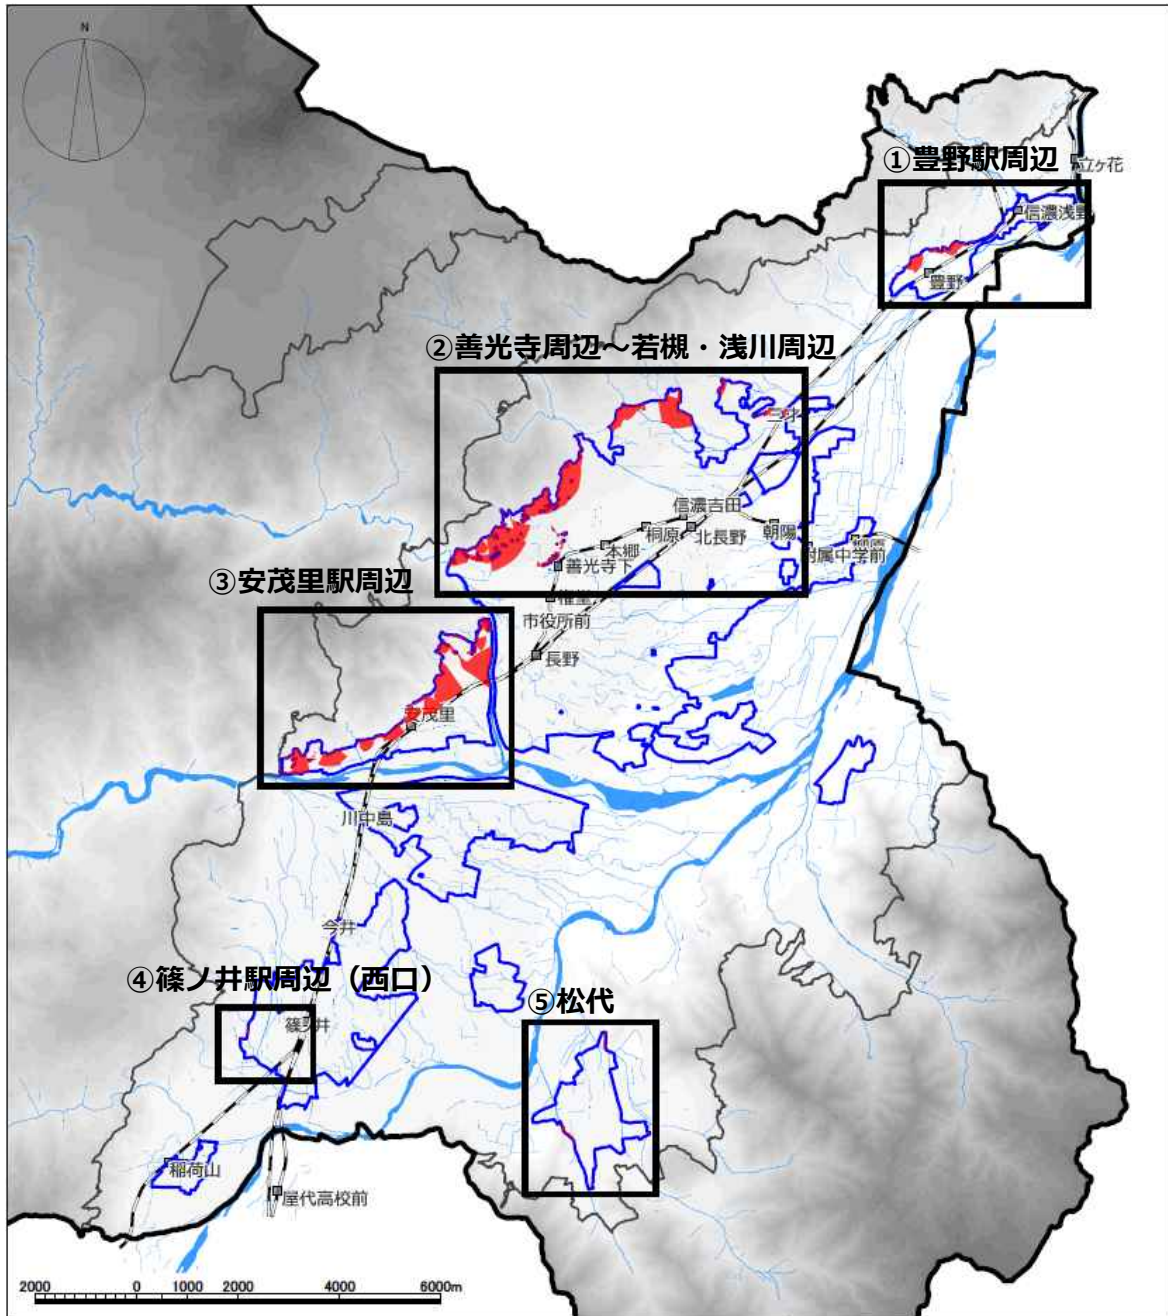 N
①豊野駅周辺
立ヶ花
信濃浅野
豊野
②善光寺周辺～若槻・浅川周辺
三才
信濃吉田
朝陽
桐原
北長野
附属中学前
本郷
善光寺下
③安茂里駅周辺
権堂
市役所前
長野
安茂里
川中島
今井
④篠ノ井駅周辺（西口）
⑤松代
篠ノ井
稲荷山
屋代高校前
2000 0 1000 2000 4000 6000m